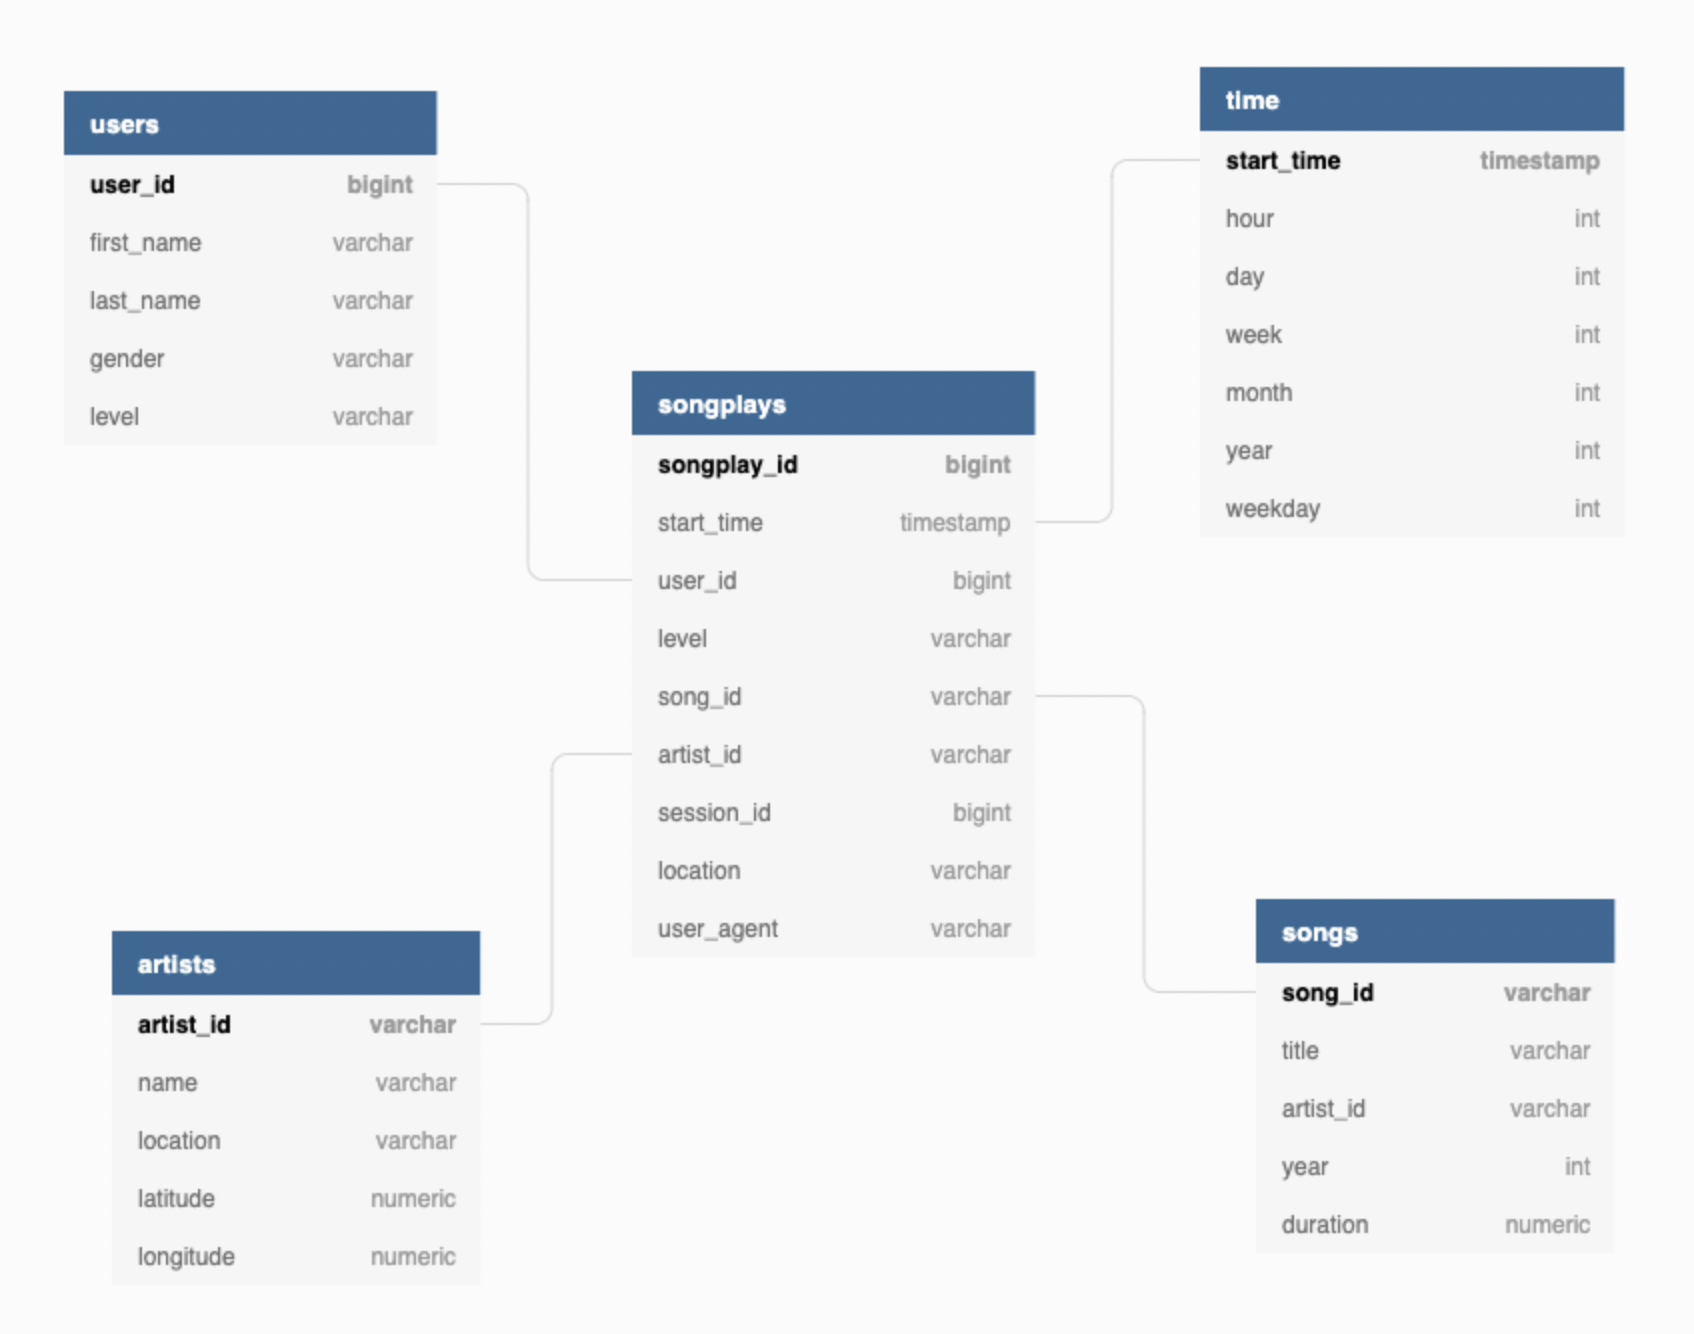 users
user_id bigint
first_name varchar
last_name varchar
gender varchar
level varchar
time
start_time timestamp
hour int
day int
week int
month int
year int
weekday int
songplays
songplay_id bigint
start_time timestamp
user_id bigint
level varchar
song_id varchar
artist_id varchar
session_id bigint
location varchar
user_agent varchar
artists
artist_id varchar
name varchar
location varchar
latitude numeric
longitude numeric
songs
song_id varchar
title varchar
artist_id varchar
year int
duration numeric